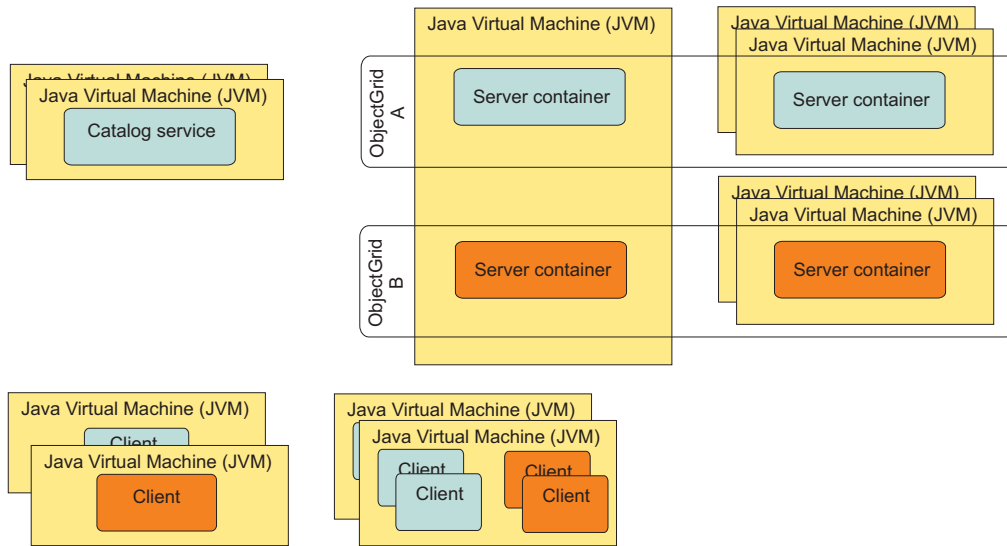 Java Virtual Machine (JVM)
Java Virtual Machine (JVM)
Catalog service
Java Virtual Machine (JVM)
ObjectGrid
A
Server container
ObjectGrid
B
Server container
Java Virtual Machine (JVM)
Java Virtual Machine (JVM)
Server container
Java Virtual Machine (JVM)
Java Virtual Machine (JVM)
Server container
Java Virtual Machine (JVM)
Client
Java Virtual Machine (JVM)
Client
Java Virtual Machine (JVM)
Java Virtual Machine (JVM)
Client
Client
Client
Client